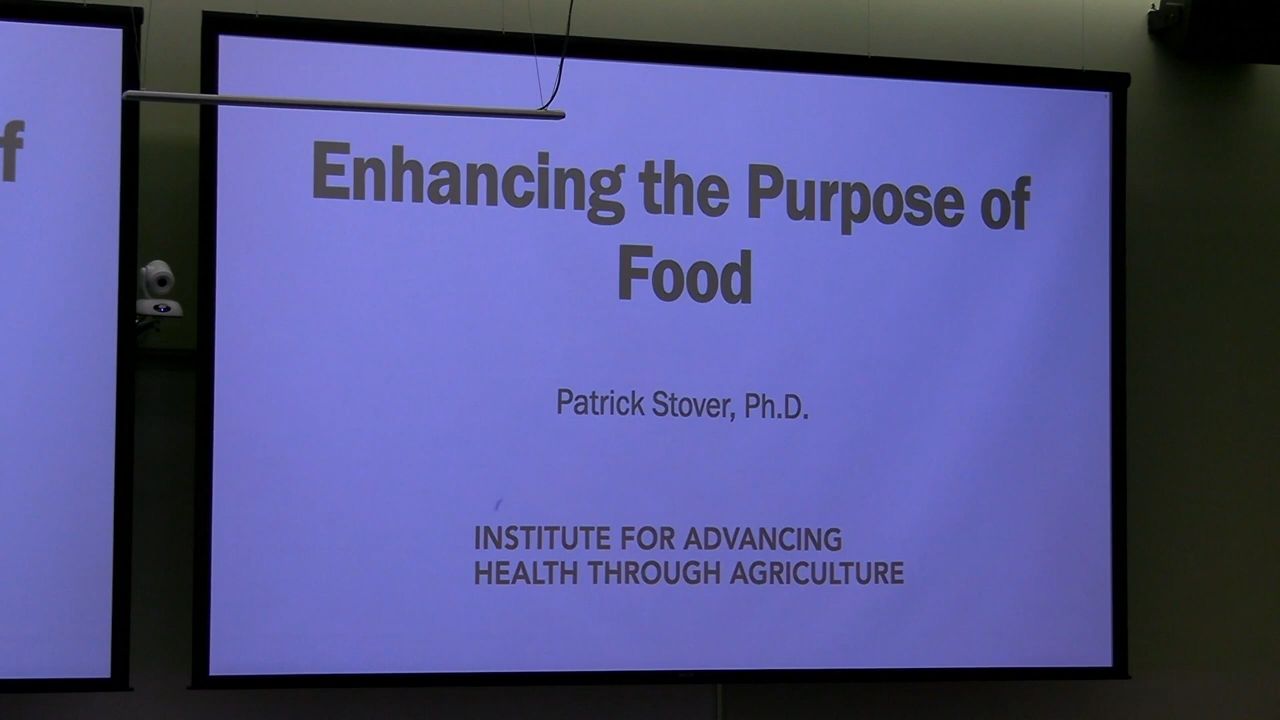 f
Enhancing the Purpose of
Food
Patrick Stover, Ph.D.
INSTITUTE FOR ADVANCING
HEALTH THROUGH AGRICULTURE